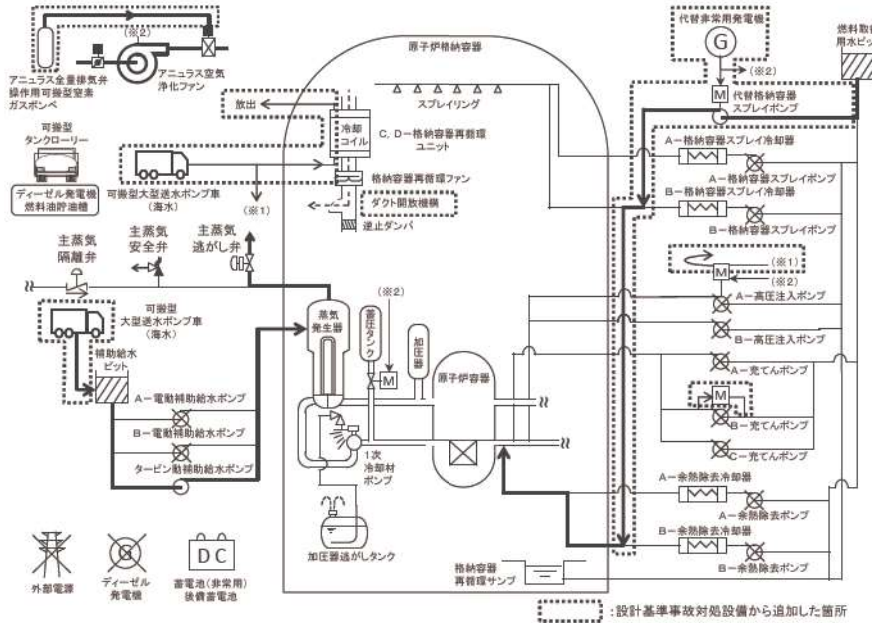 (※2)
アニュラス全量排気弁
操作用可搬型窒素
ガスボンベ
アニュラス空気
浄化ファン
可搬型
タンクローリー
ディーゼル発電機
燃料油貯油槽
原子炉格納容器
放出
スプレイリング
冷却
コイル
C, D−格納容器再循環
ユニット
可搬型大型送水ポンプ車
(海水)
(※1)
格納容器再循環ファン
ダクト開放機構
逆止ダンパ
代替非常用発電機
G
(※2)
M
代替格納容器
スプレイポンプ
燃料取替
用水ピット
A−格納容器スプレイ冷却器
A−格納容器スプレイポンプ
B−格納容器スプレイ冷却器
B−格納容器スプレイポンプ
(※1)
M
(※2)
A−高圧注入ポンプ
B−高圧注入ポンプ
A−充てんポンプ
M
B−充てんポンプ
C−充てんポンプ
A−余熱除去冷却器
A−余熱除去ポンプ
B−余熱除去冷却器
B−余熱除去ポンプ
主蒸気
隔離弁
主蒸気
安全弁
主蒸気
逃がし弁
可搬型
大型送水ポンプ車
(海水)
補助給水
ピット
A−電動補助給水ポンプ
B−電動補助給水ポンプ
タービン動補助給水ポンプ
蒸気
発生器
蓄圧タンク
(※2)
M
加圧器
原子炉容器
1次
冷却材
ポンプ
加圧器逃がしタンク
格納容器
再循環サンプ
外部電源
G
ディーゼル
発電機
DC
蓄電池(非常用)
後備蓄電池
:設計基準事故対処設備から追加した箇所